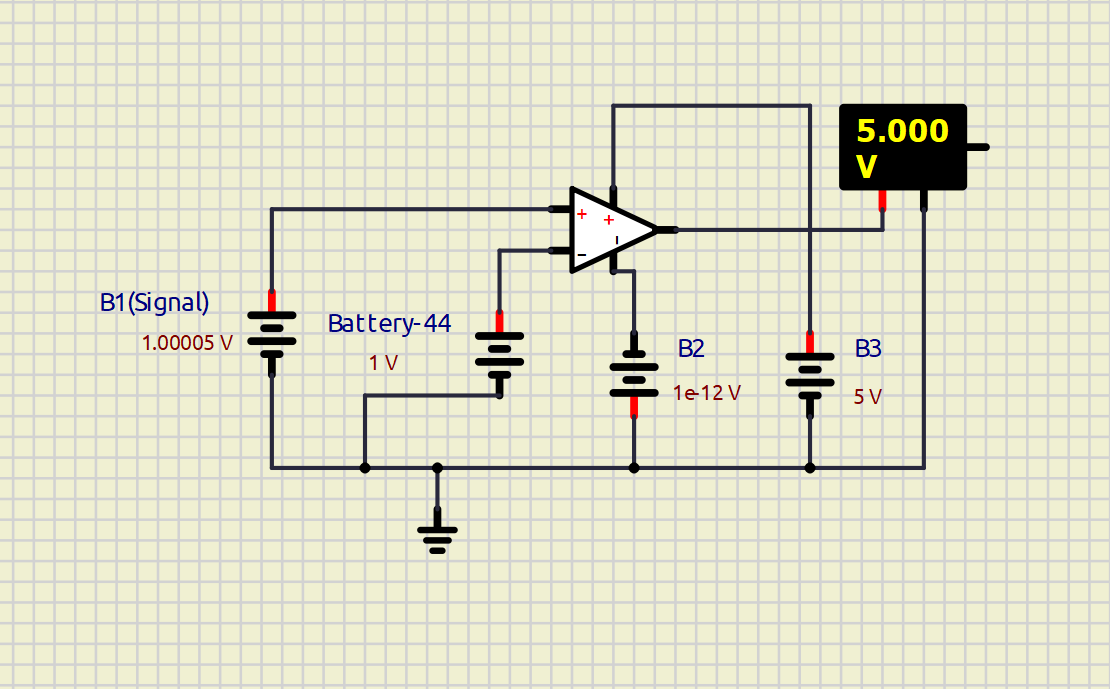 5.000
V
B1(Signal)
1.00005 V
Battery-44
1 V
B2
1e-12 V
B3
5 V
+
+
-
-